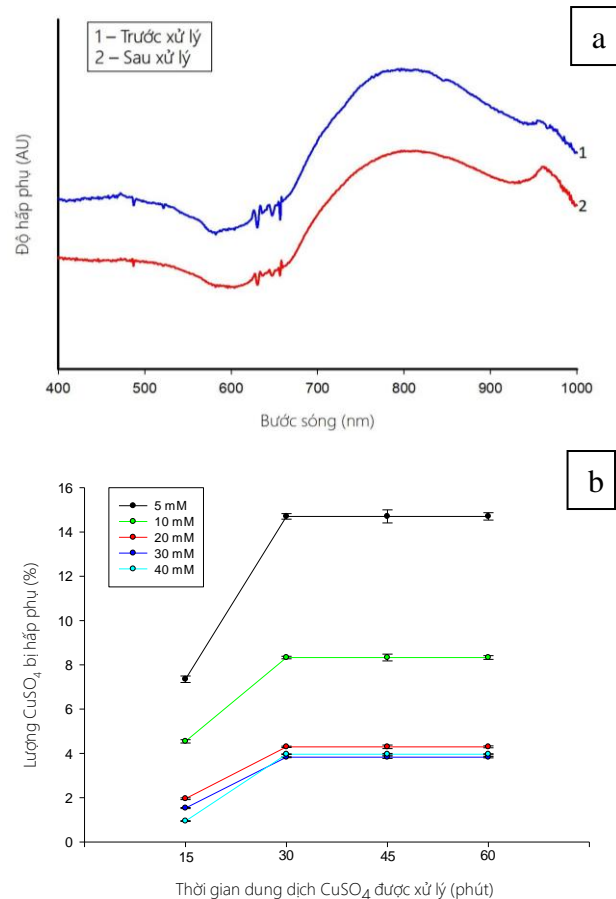 a
1 – Trước xử lý
2 – Sau xử lý
Độ hấp phụ (AU)
1
2
400 500 600 700 800 900 1000
Bước sóng (nm)
b
16
14
12
10
8
6
4
2
0
5 mM
10 mM
20 mM
30 mM
40 mM
Lượng CuSO4 bị hấp phụ (%)
15 30 45 60
Thời gian dung dịch CuSO4 được xử lý (phút)